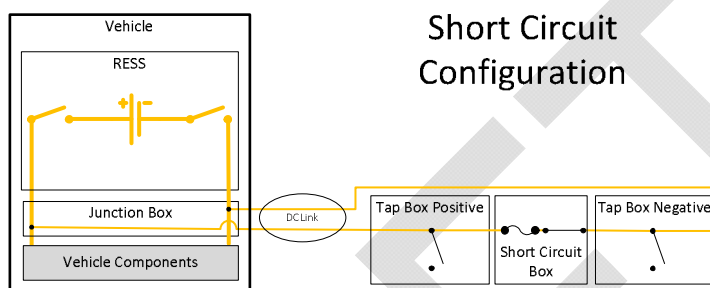 Short Circuit
Configuration
Vehicle
RESS
Junction Box
Vehicle Components
DC Link
Tap Box Positive
Short Circuit
Box
Tap Box Negative